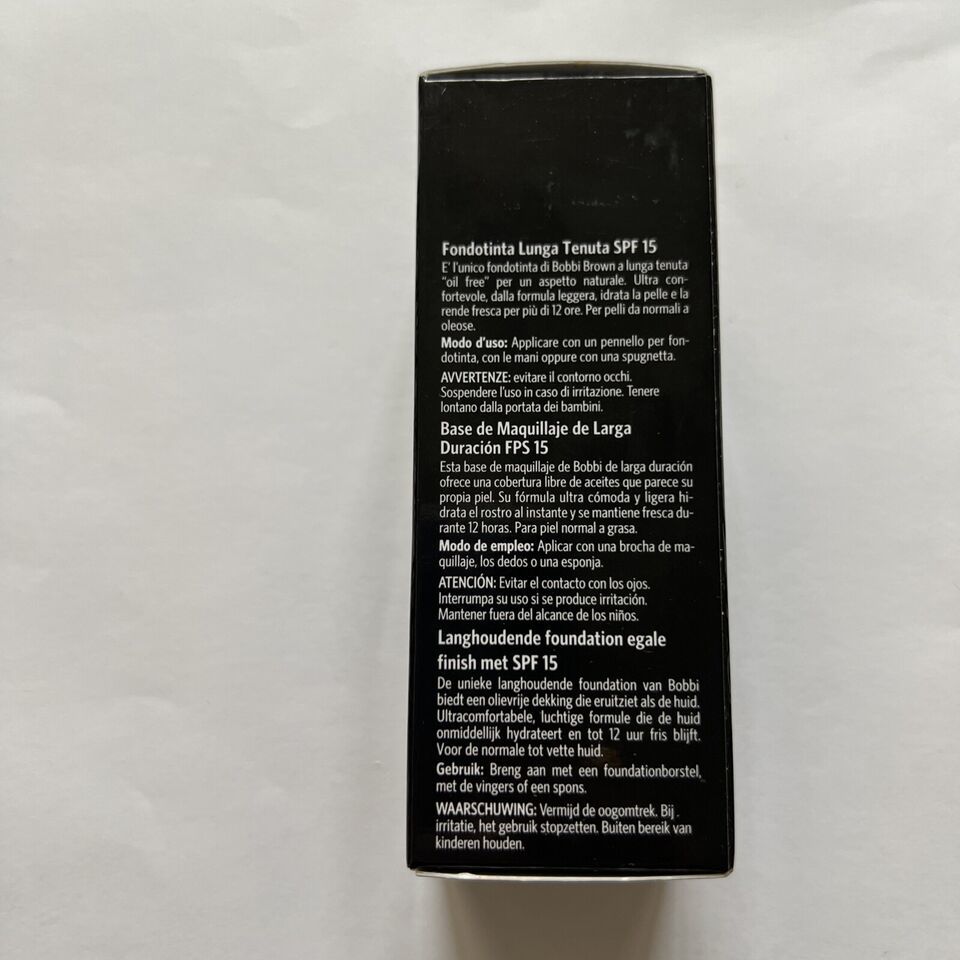 Fondotinta Lunga Tenuta SPF 15
E' l'unico fondotinta di Bobbi Brown a lunga tenuta
"oil free" per un aspetto naturale. Ultra con-
fortevole, dalla formula leggera, idrata la pelle e la
rende fresca per più di 12 ore. Per pelli da normali a
oleose.
Modo d'uso: Applicare con un pennello per fon-
dotinta, con le mani oppure con una spugnetta.
AVVERTENZE: evitare il contorno occhi.
Sospendere l'uso in caso di irritazione. Tenere
lontano dalla portata dei bambini.
Base de Maquillaje de Larga
Duración FPS 15
Esta base de maquillaje de Bobbi de larga duración
ofrece una cobertura libre de aceites que parece su
propia piel. Su fórmula ultra cómoda y ligera hi-
drata el rostro al instante y se mantiene fresca du-
rante 12 horas. Para piel normal a grasa.
Modo de empleo: Aplicar con una brocha de ma-
quillaje, los dedos o una esponja.
ATENCIÓN: Evitar el contacto con los ojos.
Interrumpa su uso si se produce irritación.
Mantener fuera del alcance de los niños.
Langhoudende foundation egale
finish met SPF 15
De unieke langhoudende foundation van Bobbi
biedt een olievrije dekking die eruitziet als de huid.
Ultracomfortabele, luchtige formule die de huid
onmiddellijk hydrateert en tot 12 uur fris blijft.
Voor de normale tot vette huid.
Gebruik: Breng aan met een foundationborstel,
met de vingers of een spons.
WAARSCHUWING: Vermijd de oogomtrek. Bij
irritatie, het gebruik stopzetten. Buiten bereik van
kinderen houden.